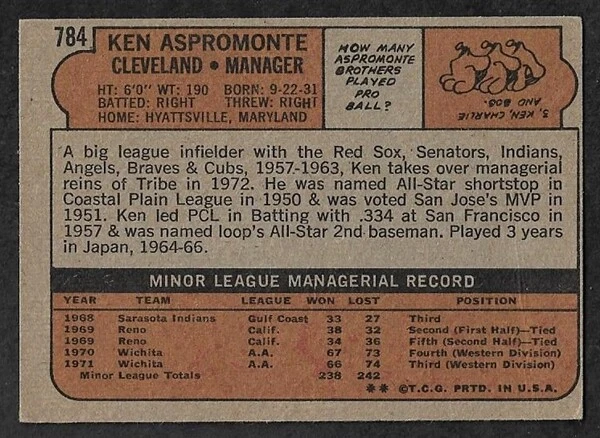 784
KEN ASPROMONTE
CLEVELAND • MANAGER
HT: 6'0" WT: 190 BORN: 9-22-31
BATTED: RIGHT THREW: RIGHT
HOME: HYATTSVILLE, MARYLAND
HOW MANY
ASPROMONTE
BROTHERS
PLAYED
PRO
BALL?
3, KEN, CHARLIE
AND BOB.
A big league infielder with the Red Sox, Senators, Indians,
Angels, Braves & Cubs, 1957-1963, Ken takes over managerial
reins of Tribe in 1972. He was named All-Star shortstop in
Coastal Plain League in 1950 & was voted San Jose's MVP in
1951. Ken led PCL in Batting with .334 at San Francisco in
1957 & was named loop's All-Star 2nd baseman. Played 3 years
in Japan, 1964-66.
MINOR LEAGUE MANAGERIAL RECORD
YEAR TEAM LEAGUE WON LOST POSITION
1968 Sarasota Indians Gulf Coast 33 27 Third
1969 Reno Calif. 38 32 Second (First Half)—Tied
1969 Reno Calif. 34 36 Fifth (Second Half)—Tied
1970 Wichita A.A. 67 73 Fourth (Western Division)
1971 Wichita A.A. 66 74 Third (Western Division)
Minor League Totals 238 242
** ©T.C.G. PRTD. IN U.S.A.